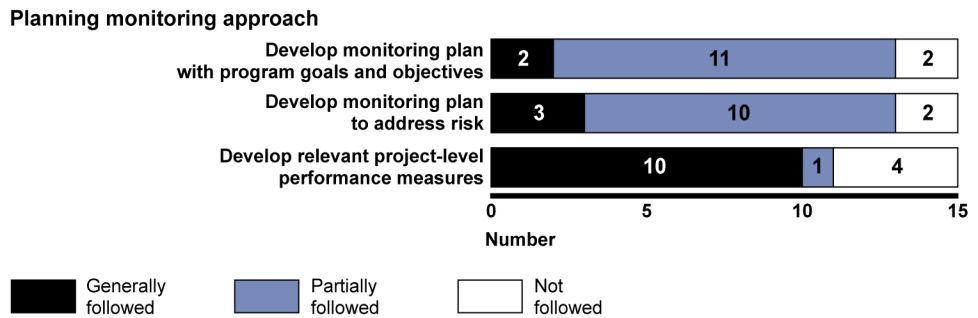 Planning monitoring approach
Develop monitoring plan
with program goals and objectives
2 11 2
Develop monitoring plan
to address risk
3 10 2
Develop relevant project-level
performance measures
10 1 4
0 5 10 15
Number
Generally
followed
Partially
followed
Not
followed